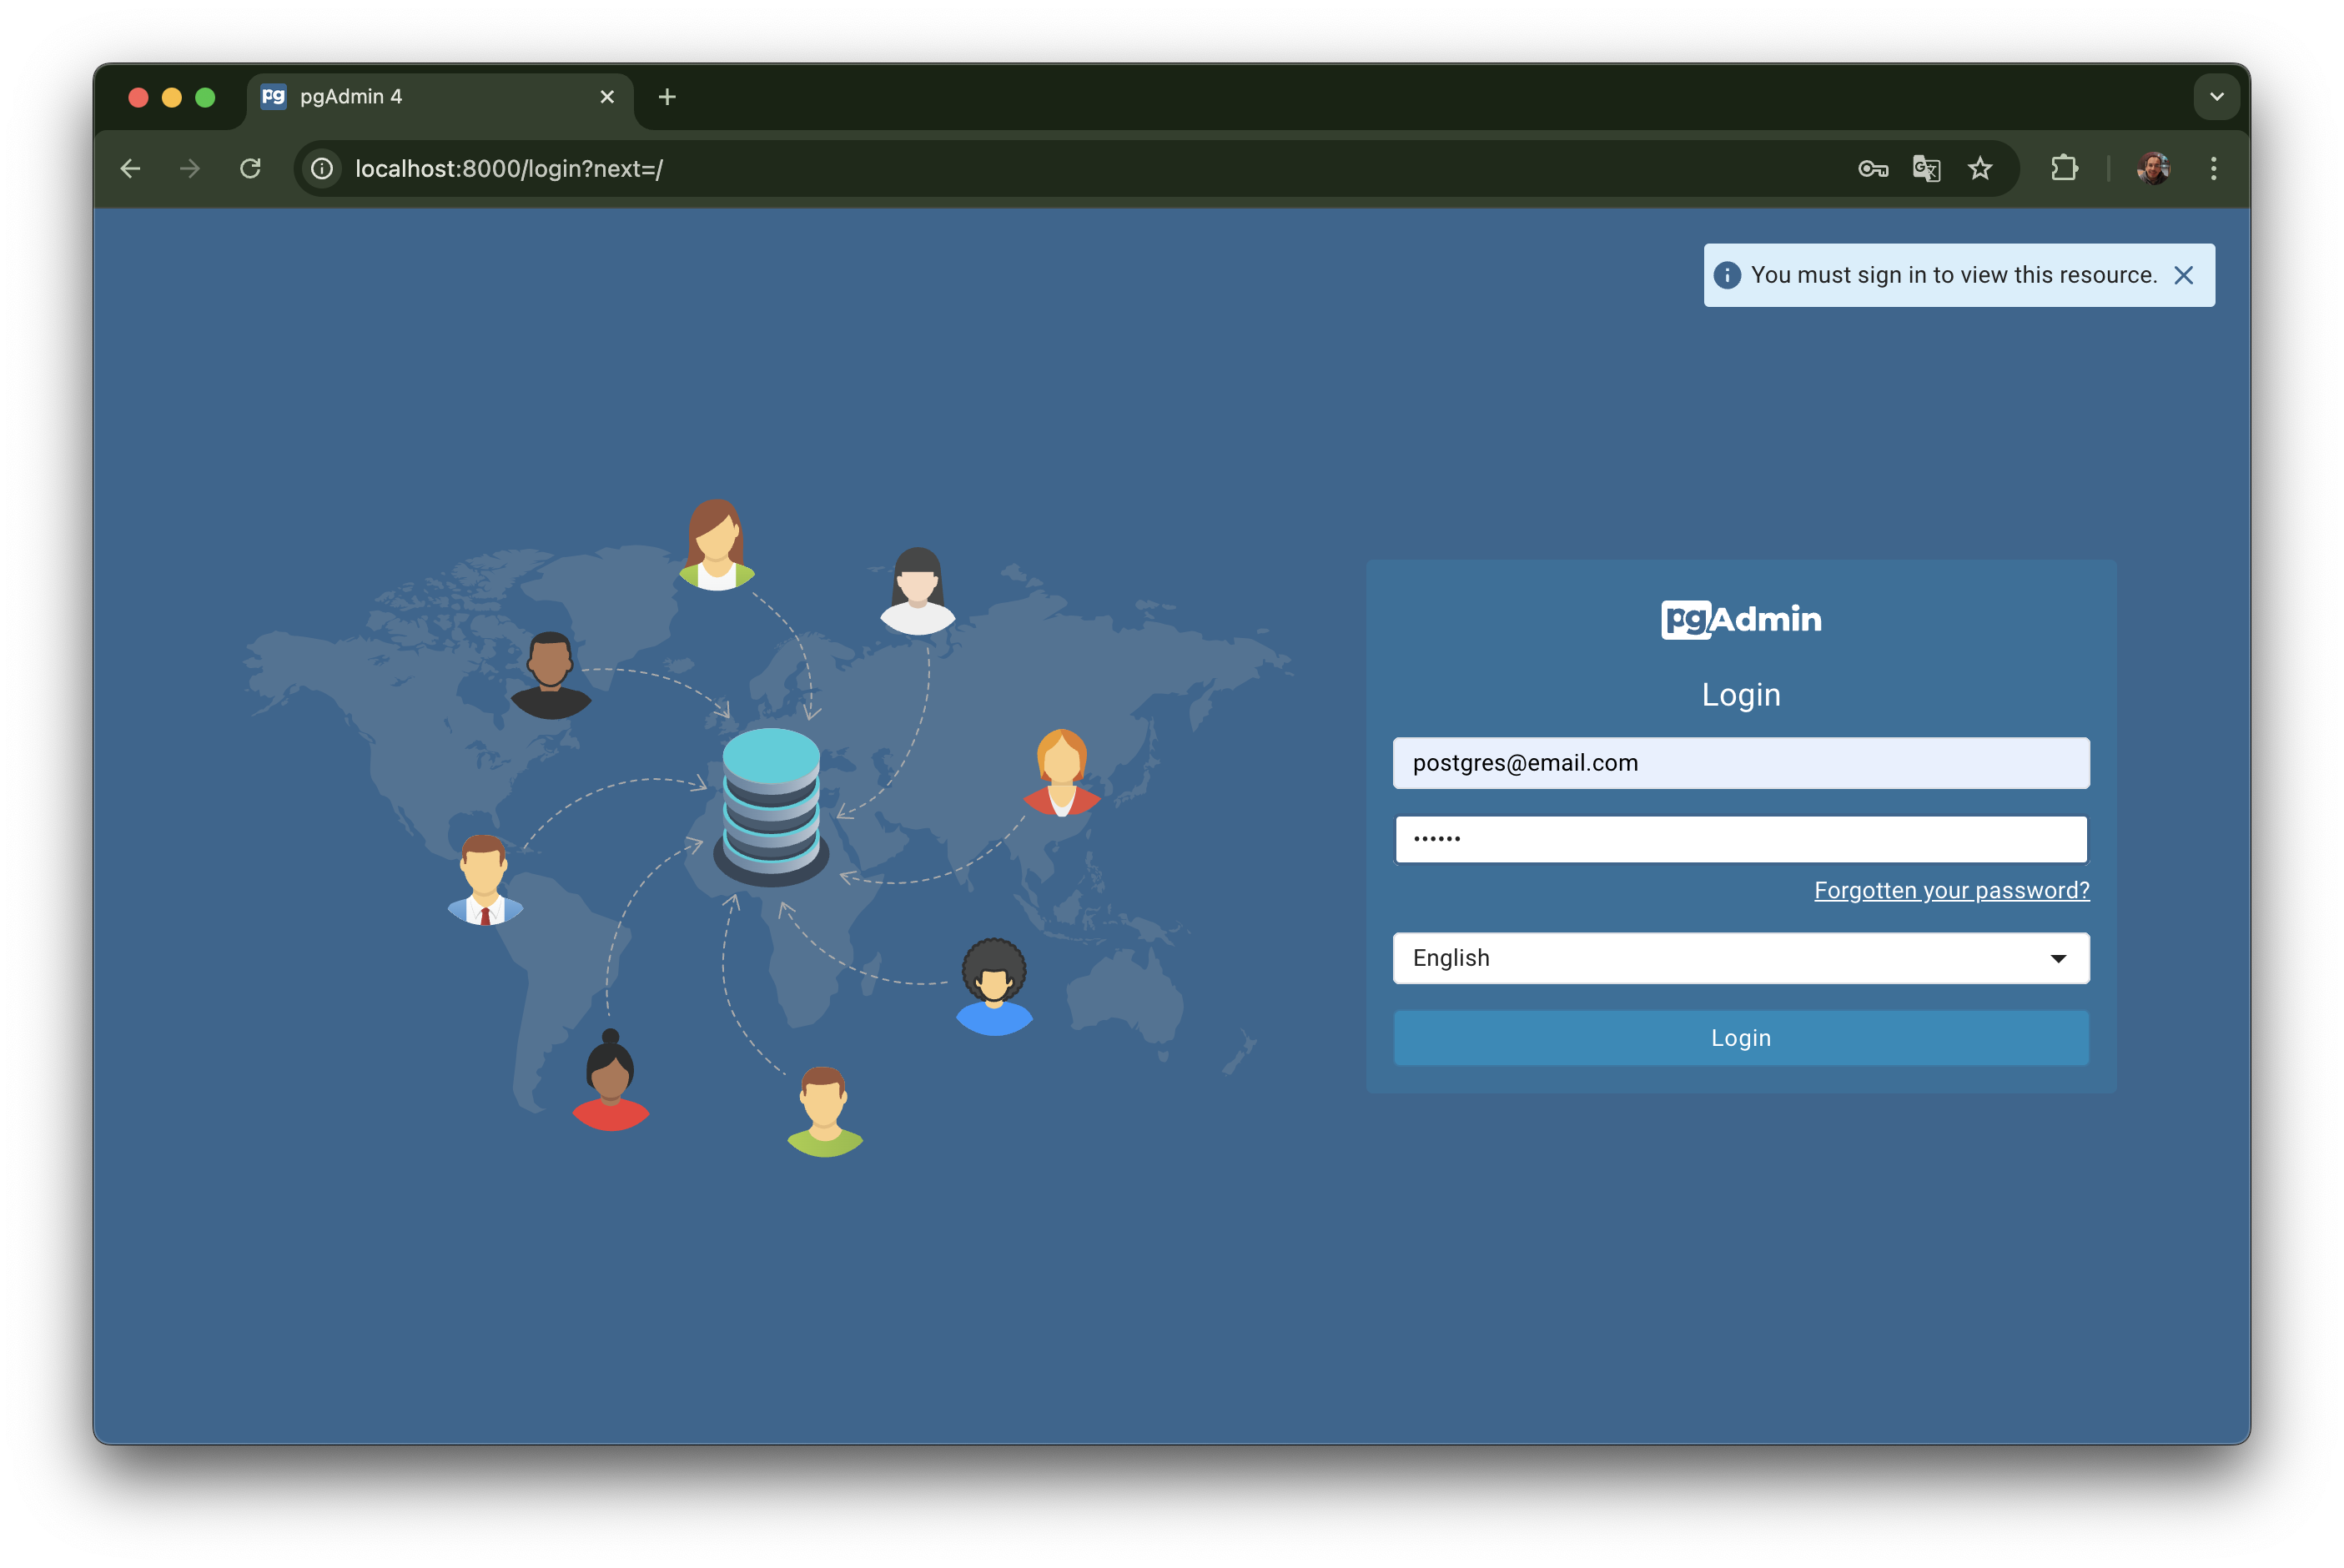 pg pgAdmin 4
localhost:8000/login?next=/
You must sign in to view this resource.
pgAdmin
Login
postgres@email.com
••••••
Forgotten your password?
English
Login